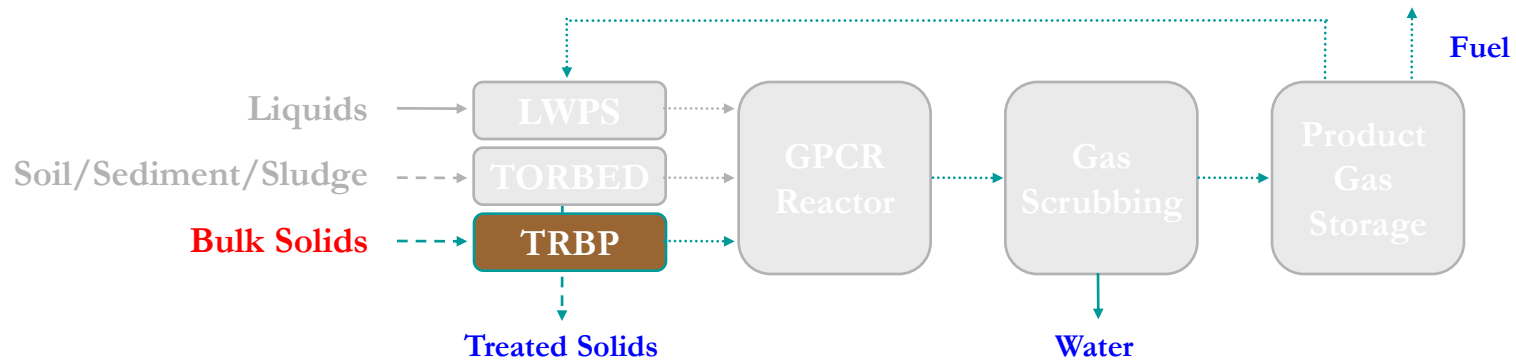 Fuel
Liquids
LWPS
Soil/Sediment/Sludge
TORBED
Bulk Solids
TRBP
GPCR
Reactor
Gas
Scrubbing
Product
Gas
Storage
Treated Solids
Water